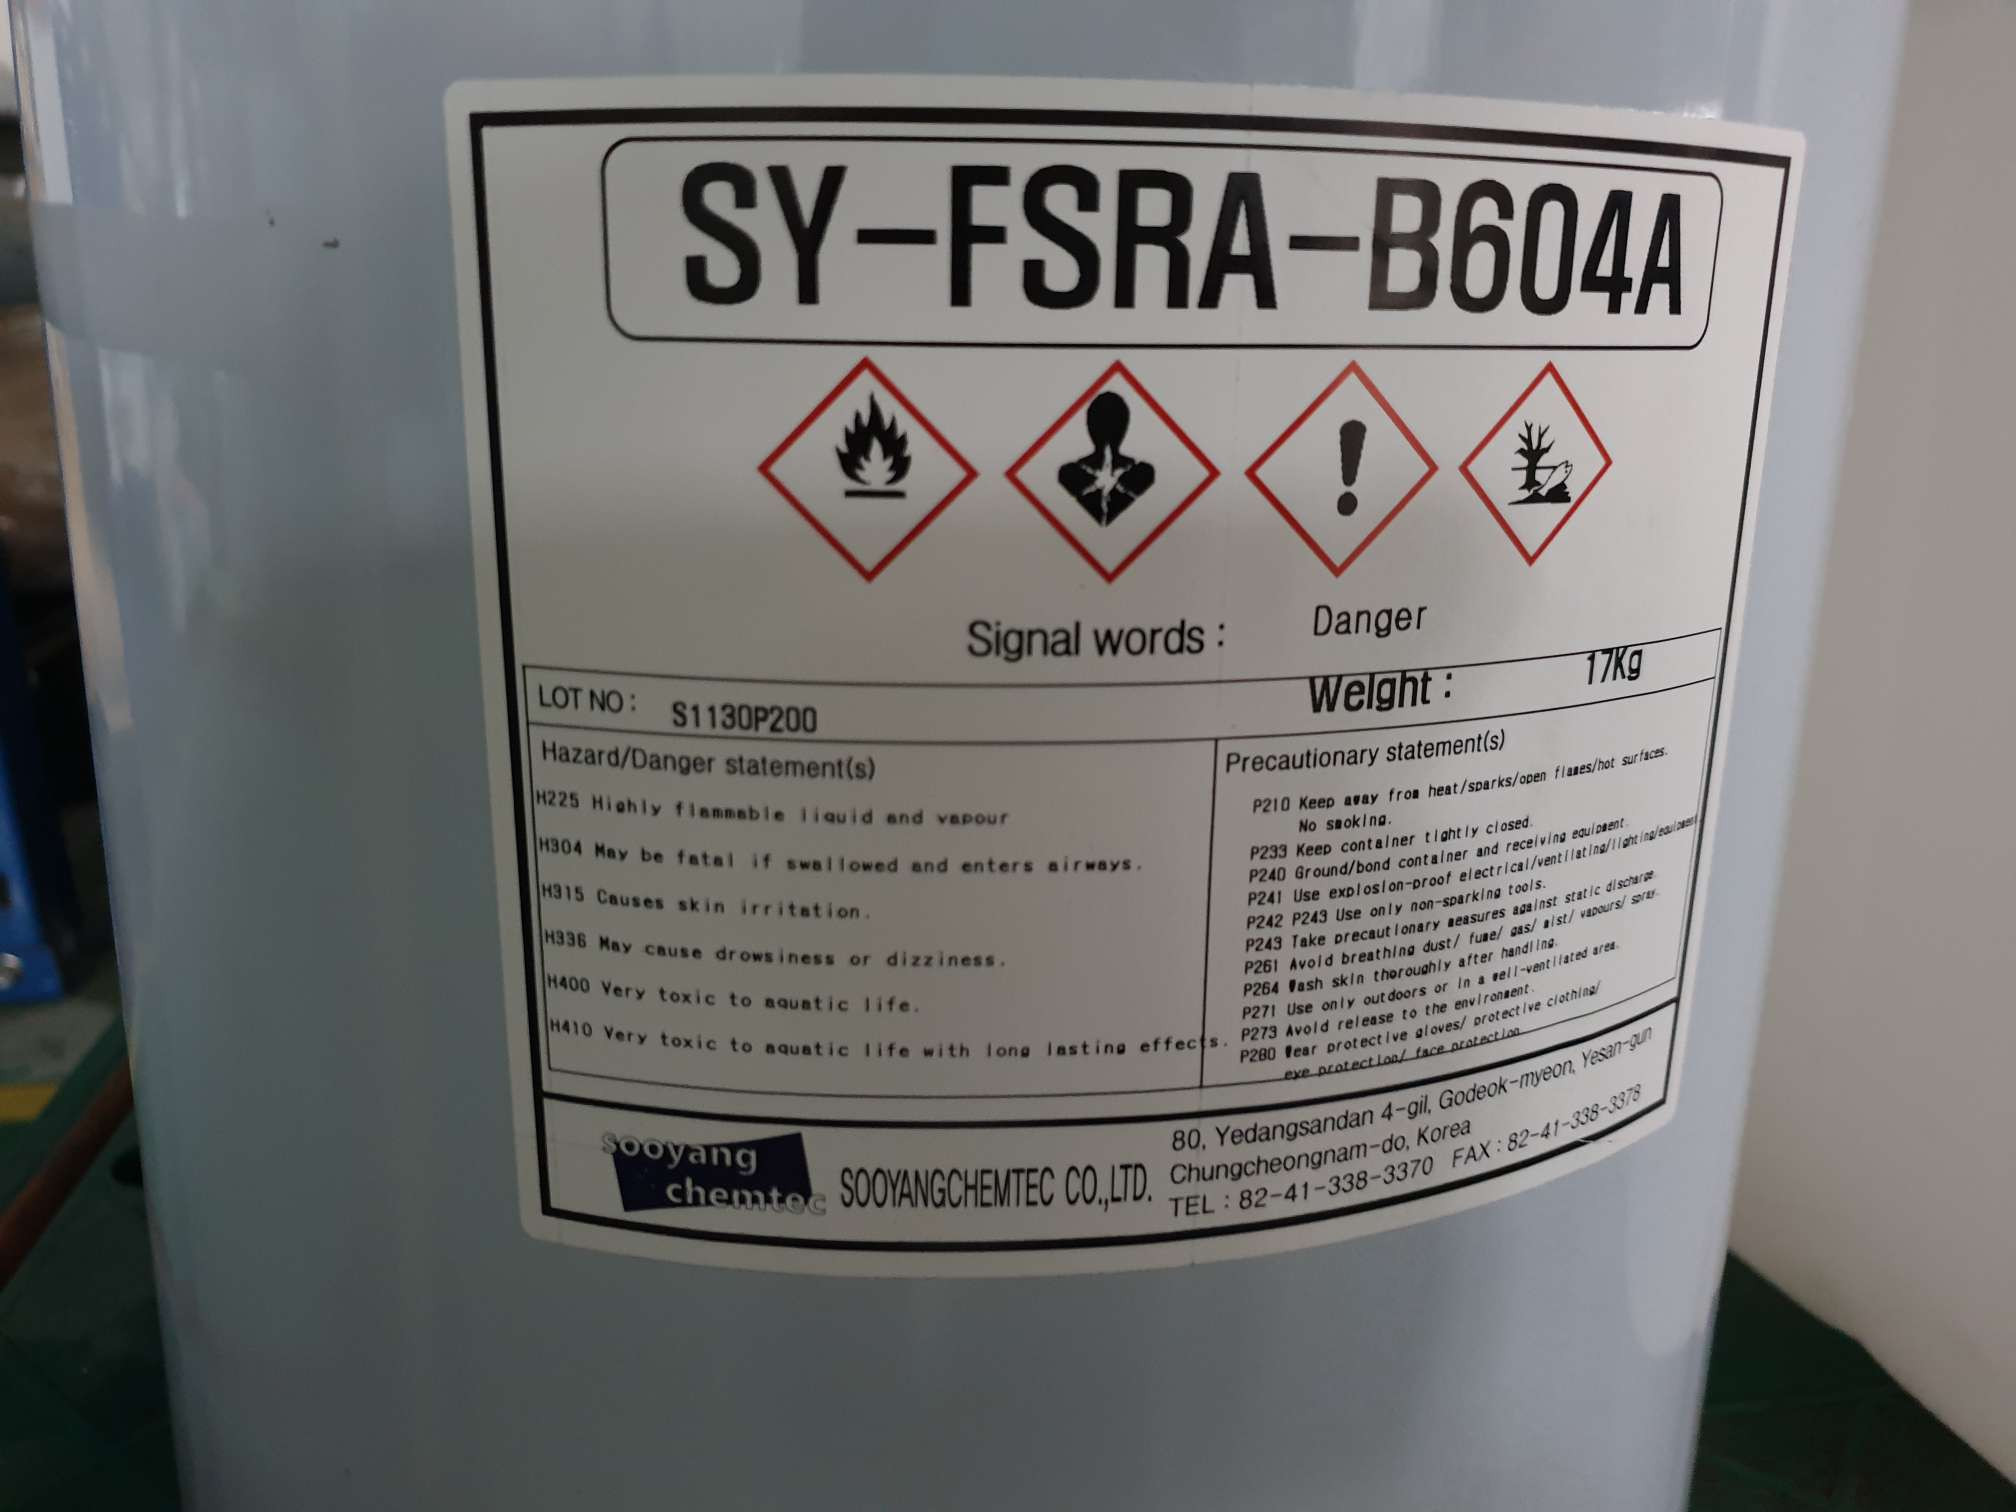 SY-FSRA-B604A
Signal words : Danger
LOT NO : S1130P200 Weight : 17Kg
Hazard/Danger statement(s)
H225 Highly flammable liquid and vapour
H304 May be fatal if swallowed and enters airways.
H315 Causes skin irritation.
H336 May cause drowsiness or dizziness.
H400 Very toxic to aquatic life.
H410 Very toxic to aquatic life with long lasting effects.
Precautionary statement(s)
P210 Keep away from heat/sparks/open flames/hot surfaces.
No smoking.
P233 Keep container tightly closed.
P240 Ground/bond container and receiving equipment.
P241 Use explosion-proof electrical/ventilating/lighting/equipment
P242 P243 Use only non-sparking tools.
P243 Take precautionary measures against static discharge.
P261 Avoid breathing dust/ fume/ gas/ mist/ vapours/ spray.
P264 Wash skin thoroughly after handling.
P271 Use only outdoors or in a well-ventilated area.
P273 Avoid release to the environment.
P280 Wear protective gloves/ protective clothing/
eye protection/ face protection
sooyang
chemtec
SOOYANGCHEMTEC CO.,LTD.
80, Yedangsandan 4-gil, Godeok-myeon, Yesan-gun
Chungcheongnam-do, Korea
TEL : 82-41-338-3370 FAX : 82-41-338-3378